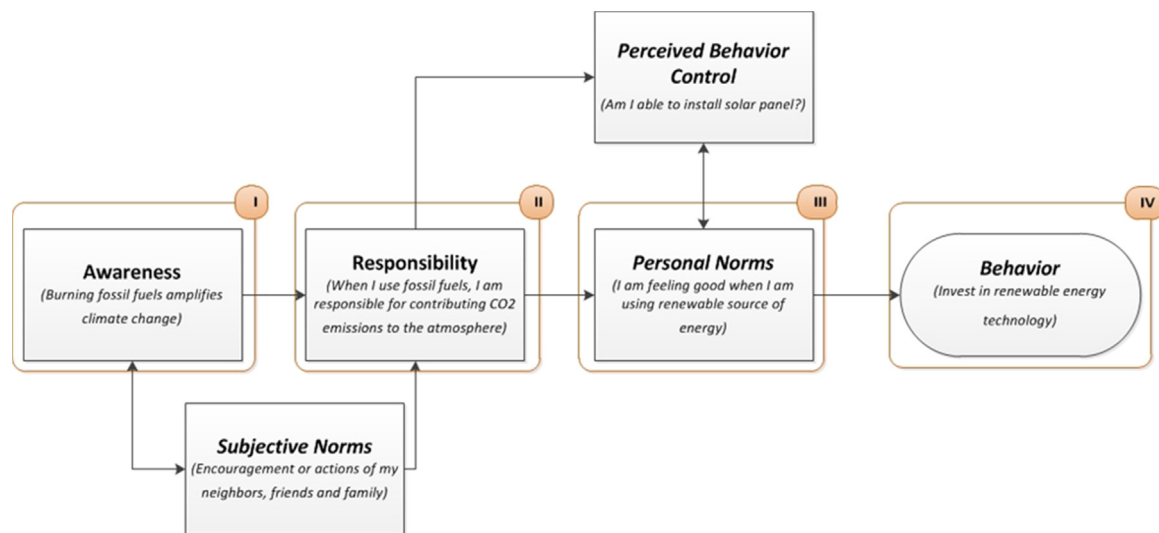 Perceived Behavior
Control
(Am I able to install solar panel?)
I
II
III
IV
Awareness
(Burning fossil fuels amplifies
climate change)
Responsibility
(When I use fossil fuels, I am
responsible for contributing CO2
emissions to the atmosphere)
Personal Norms
(I am feeling good when I am
using renewable source of
energy)
Behavior
(Invest in renewable energy
technology)
Subjective Norms
(Encouragement or actions of my
neighbors, friends and family)